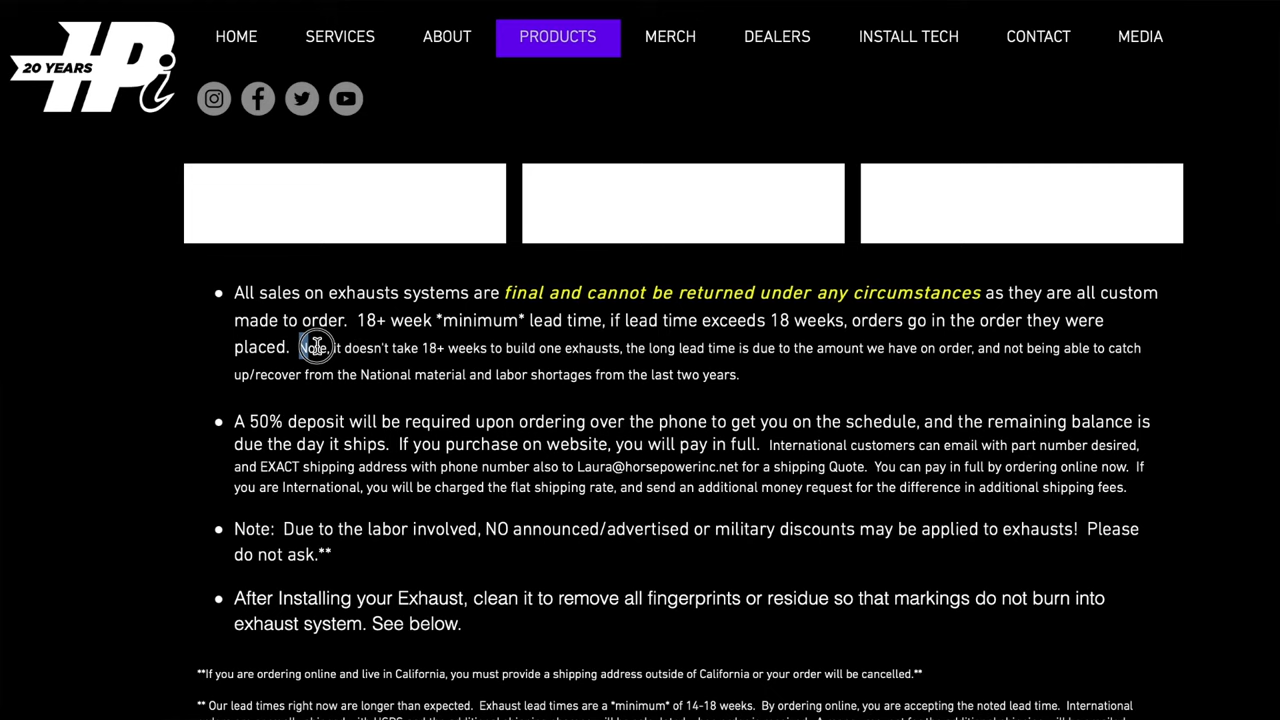 HOME SERVICES ABOUT PRODUCTS MERCH DEALERS INSTALL TECH CONTACT MEDIA
20 YEARS HPi
● All sales on exhausts systems are final and cannot be returned under any circumstances as they are all custom
made to order. 18+ week *minimum* lead time, if lead time exceeds 18 weeks, orders go in the order they were
placed. Note, it doesn't take 18+ weeks to build one exhausts, the long lead time is due to the amount we have on order, and not being able to catch
up/recover from the National material and labor shortages from the last two years.
● A 50% deposit will be required upon ordering over the phone to get you on the schedule, and the remaining balance is
due the day it ships. If you purchase on website, you will pay in full. International customers can email with part number desired,
and EXACT shipping address with phone number also to Laura@horsepowerinc.net for a shipping Quote. You can pay in full by ordering online now. If
you are International, you will be charged the flat shipping rate, and send an additional money request for the difference in additional shipping fees.
● Note: Due to the labor involved, NO announced/advertised or military discounts may be applied to exhausts! Please
do not ask.**
● After Installing your Exhaust, clean it to remove all fingerprints or residue so that markings do not burn into
exhaust system. See below.
**If you are ordering online and live in California, you must provide a shipping address outside of California or your order will be cancelled.**
** Our lead times right now are longer than expected. Exhaust lead times are a *minimum* of 14-18 weeks. By ordering online, you are accepting the noted lead time. International